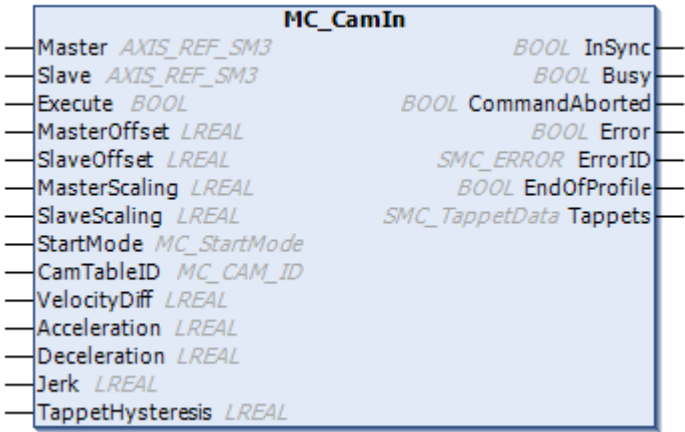 MC_CamIn
Master AXIS_REF_SM3 BOOL InSync
Slave AXIS_REF_SM3 BOOL Busy
Execute BOOL BOOL CommandAborted
MasterOffset LREAL BOOL Error
SlaveOffset LREAL SMC_ERROR ErrorID
MasterScaling LREAL BOOL EndOfProfile
SlaveScaling LREAL SMC_TappetData Tappets
StartMode MC_StartMode
CamTableID MC_CAM_ID
VelocityDiff LREAL
Acceleration LREAL
Deceleration LREAL
Jerk LREAL
TappetHysteresis LREAL